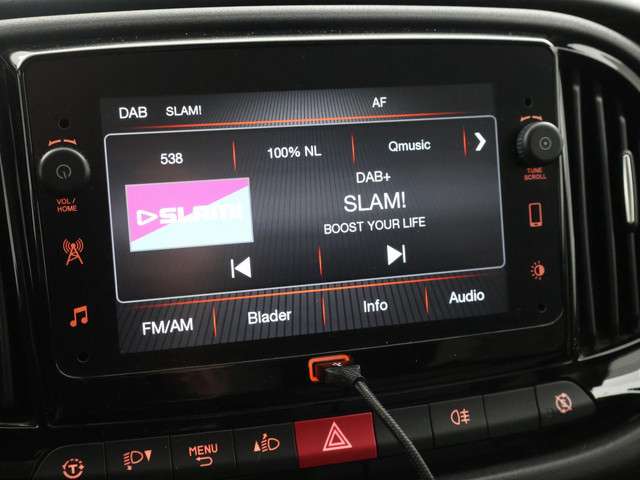 DAB SLAM! AF
538 100% NL Qmusic
DAB+
SLAM!
SLAM!
BOOST YOUR LIFE
FM/AM Blader Info Audio
VOL/
HOME
TUNE
SCROLL
T
MENU